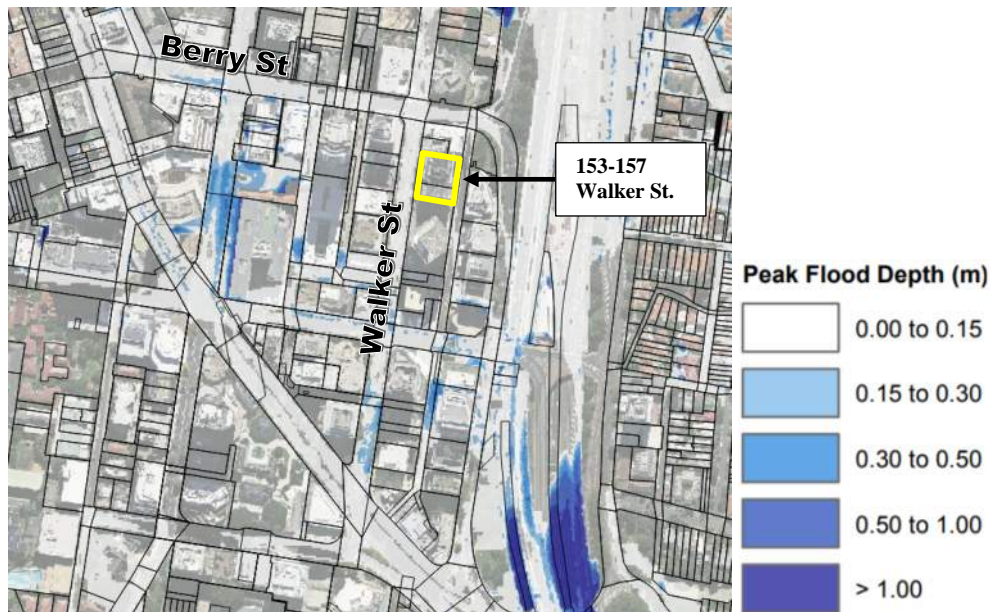 Berry St
153-157
Walker St.
Walker St
Peak Flood Depth (m)
0.00 to 0.15
0.15 to 0.30
0.30 to 0.50
0.50 to 1.00
> 1.00